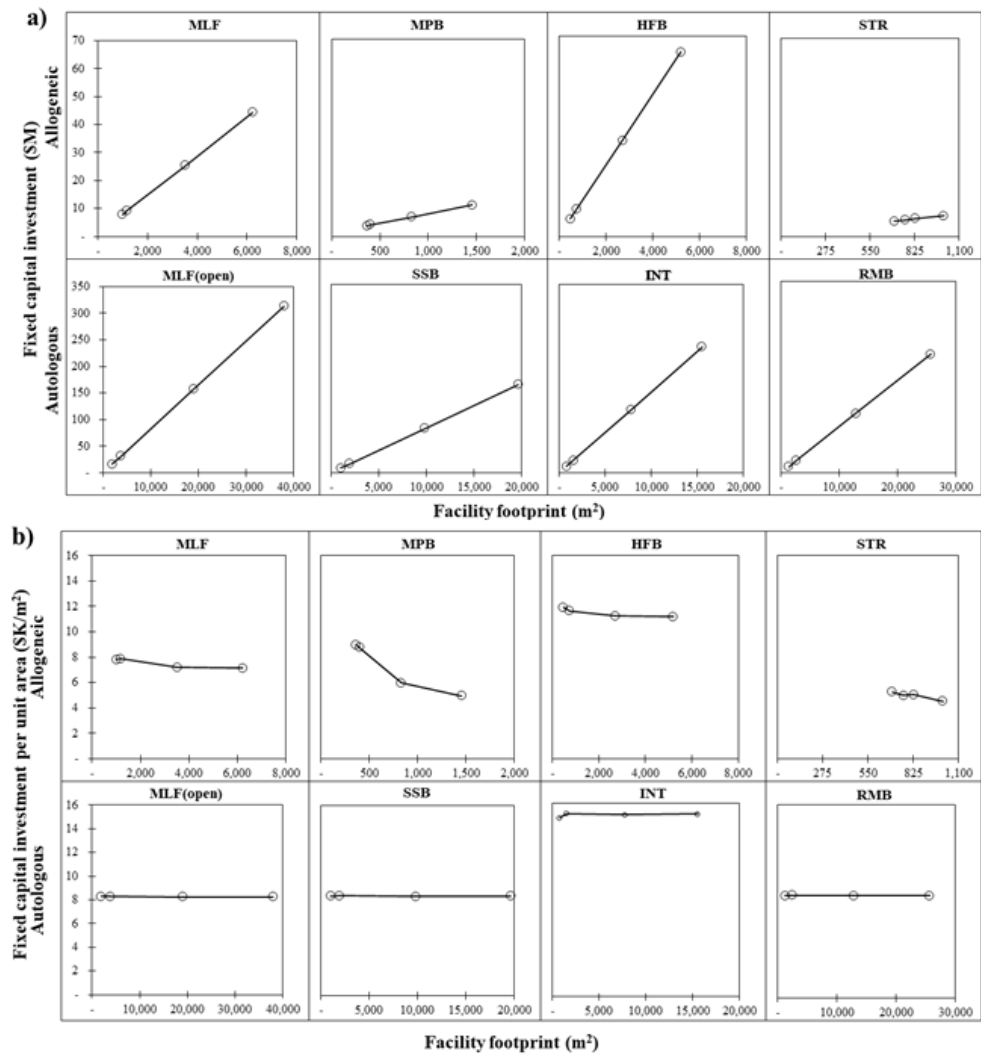 a)
MLF MPB HFB STR
Fixed capital investment (SM)
Allogeneic
Autologous
70
60
50
40
30
20
10
-
- 2,000 4,000 6,000 8,000
- 500 1,000 1,500 2,000
- 2,000 4,000 6,000
- 275 550 825 1,100
MLF(open) SSB INT RMB
350
300
250
200
150
100
50
-
- 10,000 20,000 30,000 40,000
- 5,000 10,000 15,000 20,000
- 5,000 10,000 15,000 20,000
- 10,000 20,000 30,000
Facility footprint (m²)
b)
MLF MPB HFB STR
Fixed capital investment per unit area (SK/m²)
Allogeneic
Autologous
16
14
12
10
8
6
4
2
-
- 2,000 4,000 6,000 8,000
- 500 1,000 1,500 2,000
- 2,000 4,000 6,000 8,000
- 275 550 825 1,100
MLF(open) SSB INT RMB
16
14
12
10
8
6
4
2
-
- 10,000 20,000 30,000 40,000
- 5,000 10,000 15,000 20,000
- 5,000 10,000 15,000 20,000
- 10,000 20,000 30,000
Facility footprint (m²)